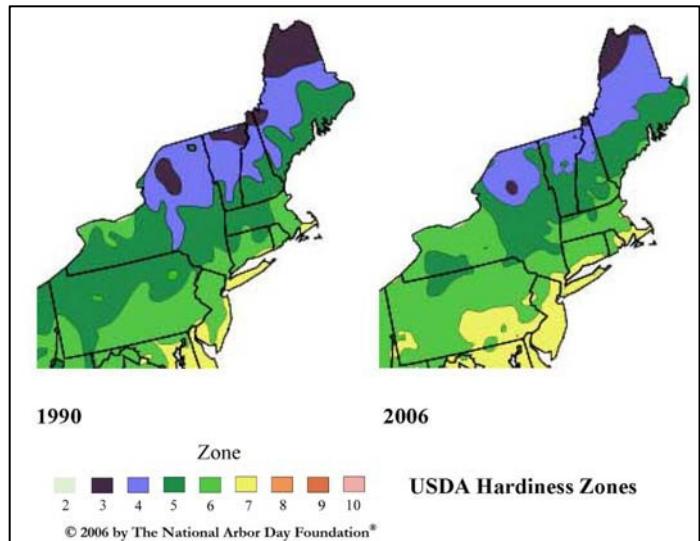 1990
2006
Zone
2 3 4 5 6 7 8 9 10
USDA Hardiness Zones
© 2006 by The National Arbor Day Foundation®